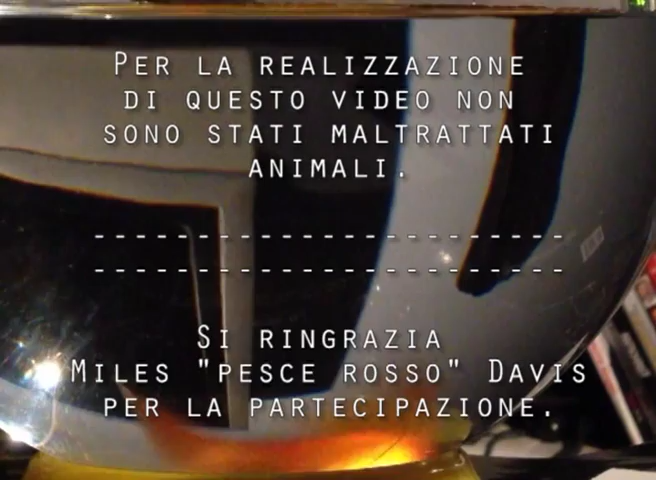 Per la realizzazione
di questo video non
sono stati maltrattati
animali.
------------------------
------------------------
Si ringrazia
Miles "pesce rosso" Davis
per la partecipazione.